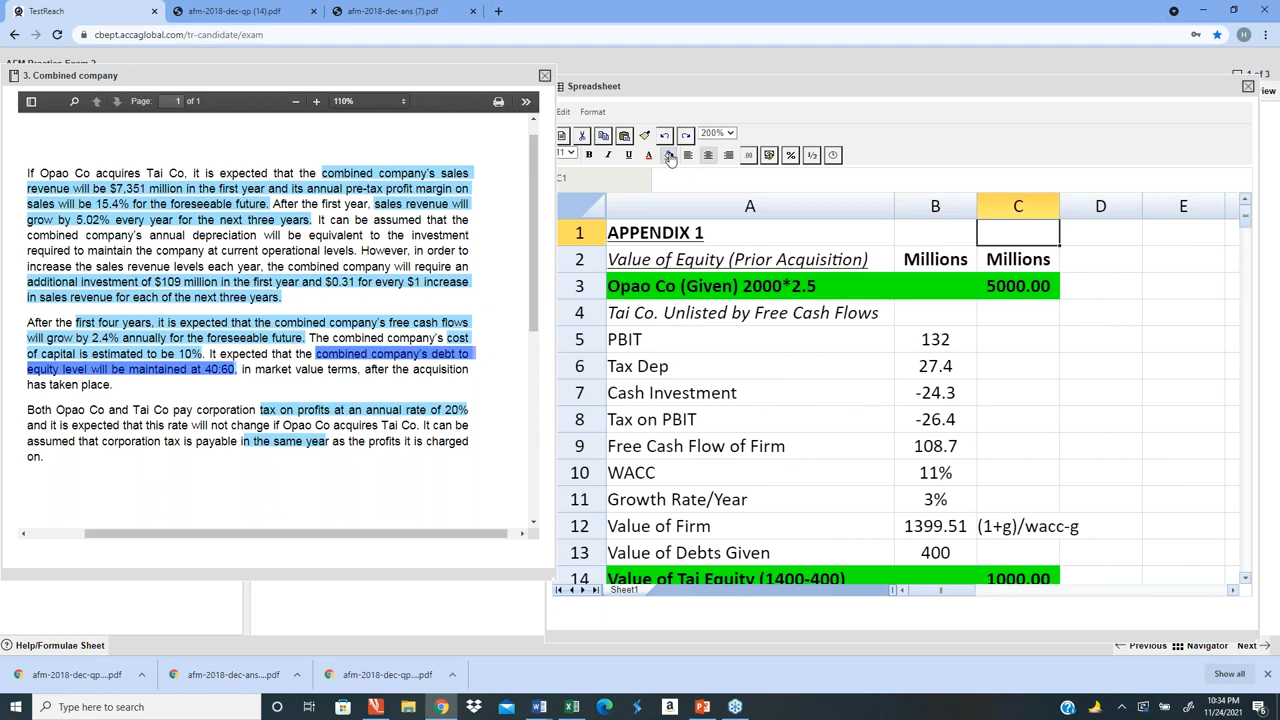 TestReach
afm-2018-dec-qp (14).pdf
afm-2018-dec-ans (7).pdf
cbept.accaglobal.com/tr-candidate/exam
H
1 of 3
3. Combined company
Page: 1 of 1
110%
If Opao Co acquires Tai Co, it is expected that the combined company's sales
revenue will be $7,351 million in the first year and its annual pre-tax profit margin on
sales will be 15.4% for the foreseeable future. After the first year, sales revenue will
grow by 5.02% every year for the next three years. It can be assumed that the
combined company's annual depreciation will be equivalent to the investment
required to maintain the company at current operational levels. However, in order to
increase the sales revenue levels each year, the combined company will require an
additional investment of $109 million in the first year and $0.31 for every $1 increase
in sales revenue for each of the next three years.
After the first four years, it is expected that the combined company's free cash flows
will grow by 2.4% annually for the foreseeable future. The combined company's cost
of capital is estimated to be 10%. It expected that the combined company's debt to
equity level will be maintained at 40:60, in market value terms, after the acquisition
has taken place.
Both Opao Co and Tai Co pay corporation tax on profits at an annual rate of 20%
and it is expected that this rate will not change if Opao Co acquires Tai Co. It can be
assumed that corporation tax is payable in the same year as the profits it is charged
on.
Spreadsheet
Edit Format
200%
11 B I U A .00 % 1/2
C1
A B C D E
1 APPENDIX 1
2 Value of Equity (Prior Acquisition) Millions Millions
3 Opao Co (Given) 2000*2.5 5000.00
4 Tai Co. Unlisted by Free Cash Flows
5 PBIT 132
6 Tax Dep 27.4
7 Cash Investment -24.3
8 Tax on PBIT -26.4
9 Free Cash Flow of Firm 108.7
10 WACC 11%
11 Growth Rate/Year 3%
12 Value of Firm 1399.51 (1+g)/wacc-g
13 Value of Debts Given 400
14 Value of Tai Equity (1400-400) 1000.00
Sheet1
Help/Formulae Sheet
Previous Navigator Next
afm-2018-dec-qp....pdf
afm-2018-dec-ans....pdf
afm-2018-dec-qp....pdf
Show all
Type here to search
10:34 PM
11/24/2021